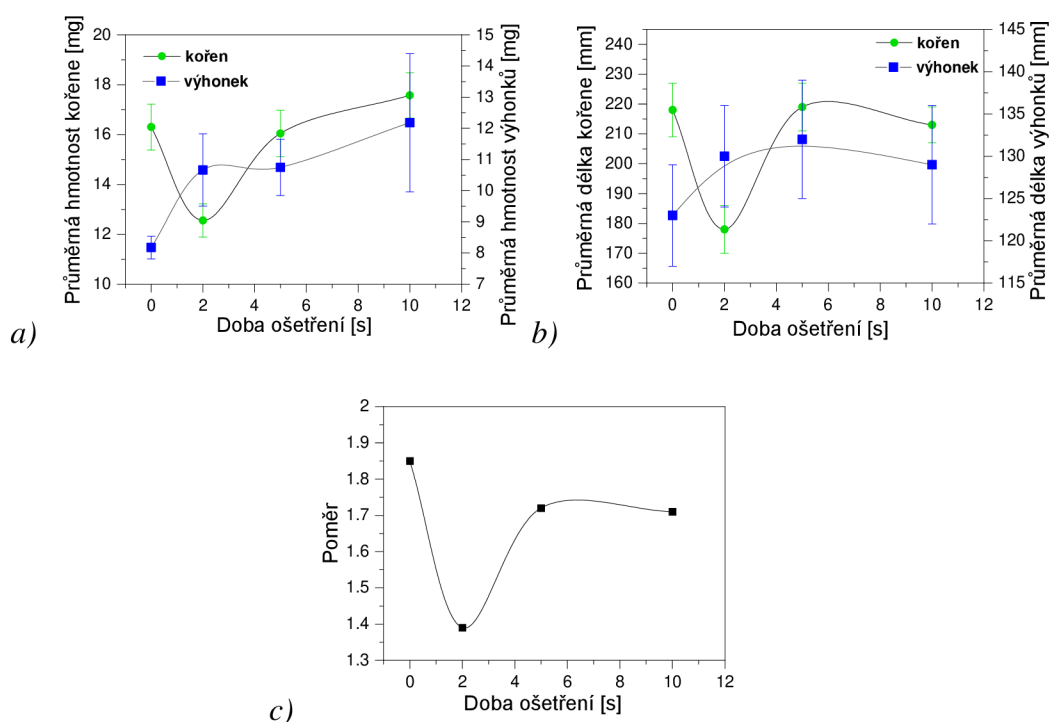 20
18
16
14
12
10
Průměrná hmotnost kořene [mg]
kořen
výhonek
15
14
13
12
11
10
9
8
7
Průměrná hmotnost výhonků [mg]
0 2 4 6 8 10 12
Doba ošetření [s]
a)
240
230
220
210
200
190
180
170
160
Průměrná délka kořene [mm]
kořen
výhonek
145
140
135
130
125
120
115
Průměrná délka výhonků [mm]
0 2 4 6 8 10 12
Doba ošetření [s]
b)
2
1.9
1.8
1.7
1.6
1.5
1.4
1.3
Poměr
0 2 4 6 8 10 12
Doba ošetření [s]
c)